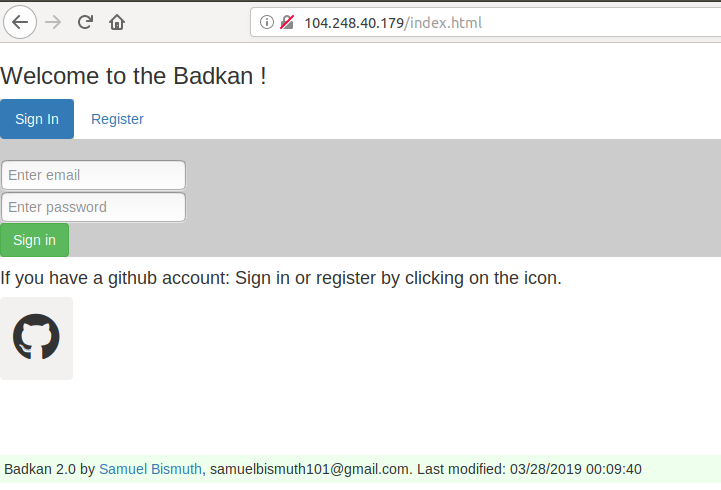 104.248.40.179/index.html
Welcome to the Badkan !
Sign In Register
Enter email
Enter password
Sign in
If you have a github account: Sign in or register by clicking on the icon.
Badkan 2.0 by Samuel Bismuth, samuelbismuth101@gmail.com. Last modified: 03/28/2019 00:09:40